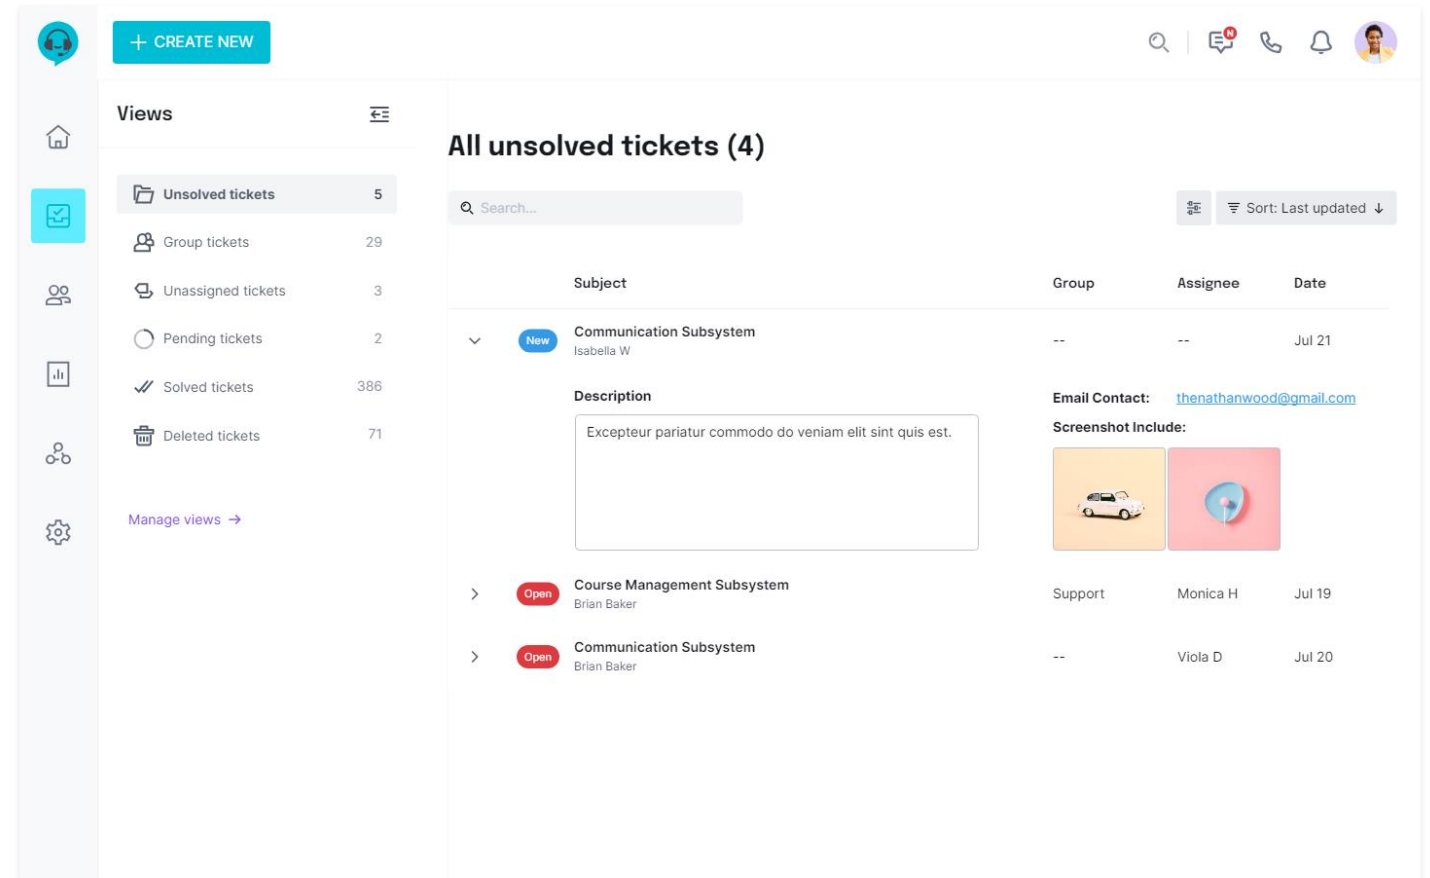 CREATE NEW
N
Views
Unsolved tickets 5
Group tickets 29
Unassigned tickets 3
Pending tickets 2
Solved tickets 386
Deleted tickets 71
Manage views →
All unsolved tickets (4)
Search...
Sort: Last updated ↓
Subject Group Assignee Date
New Communication Subsystem -- -- Jul 21
Isabella W
Description
Excepteur pariatur commodo do veniam elit sint quis est.
Email Contact: thenathanwood@gmail.com
Screenshot Include:
Open Course Management Subsystem Support Monica H Jul 19
Brian Baker
Open Communication Subsystem -- Viola D Jul 20
Brian Baker